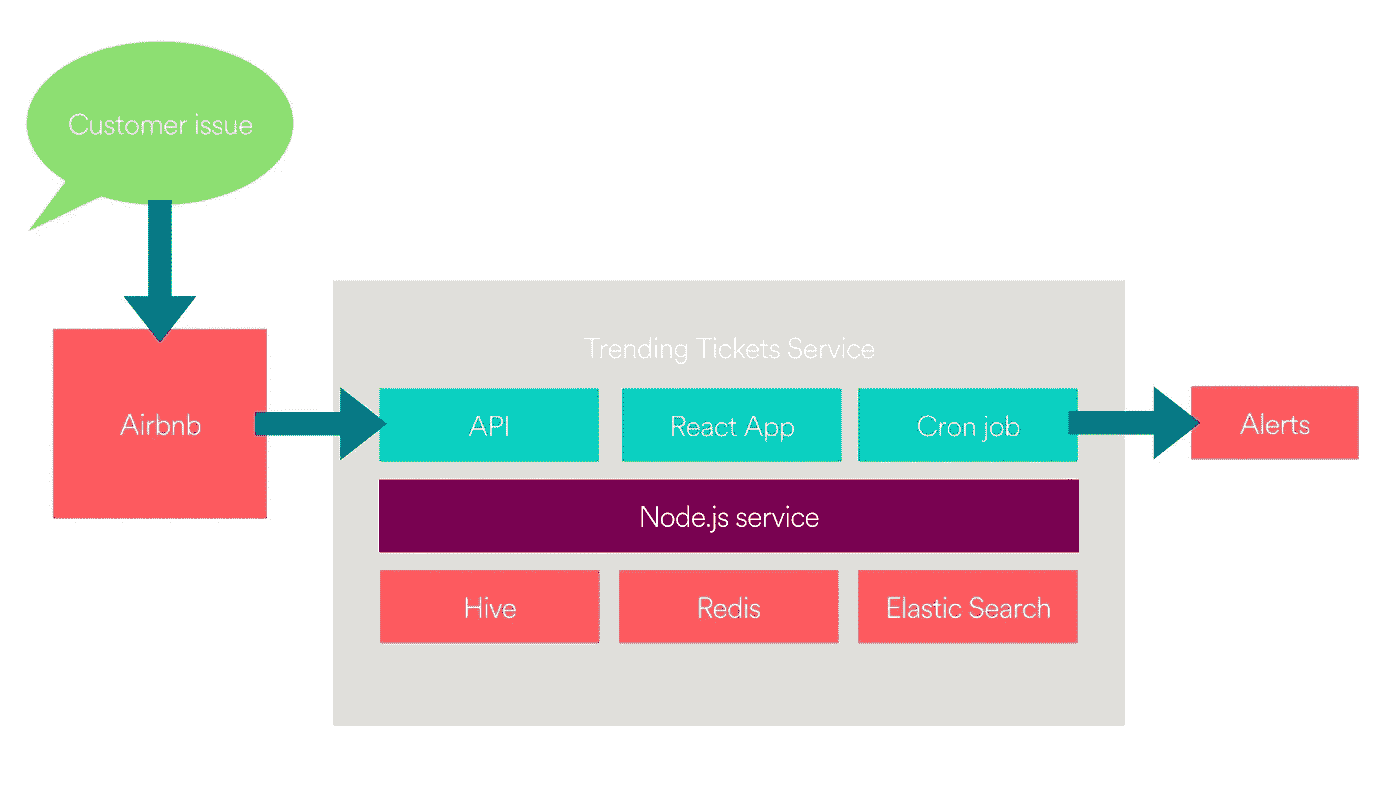 Customer issue
Trending Tickets Service
Airbnb
API
React App
Cron job
Alerts
Node.js service
Hive
Redis
Elastic Search